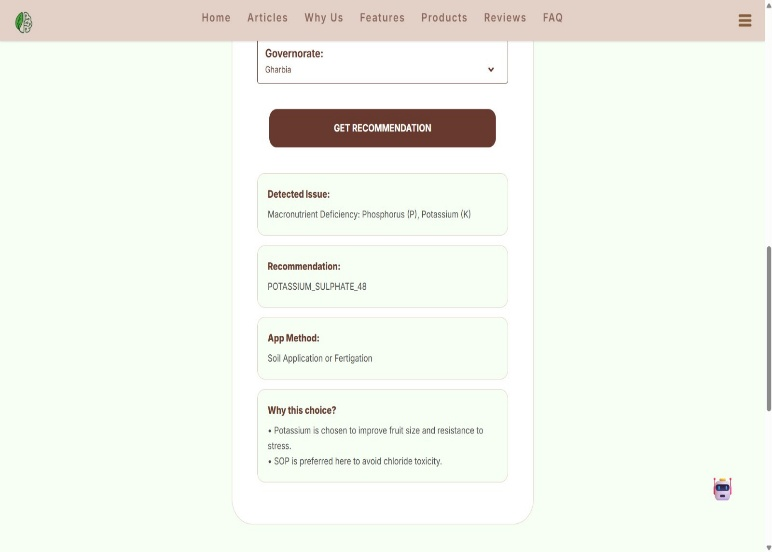 Home Articles Why Us Features Products Reviews FAQ
Governorate:
Gharbia
GET RECOMMENDATION
Detected Issue:
Macronutrient Deficiency: Phosphorus (P), Potassium (K)
Recommendation:
POTASSIUM_SULPHATE_48
App Method:
Soil Application or Fertigation
Why this choice?
• Potassium is chosen to improve fruit size and resistance to
stress.
• SOP is preferred here to avoid chloride toxicity.